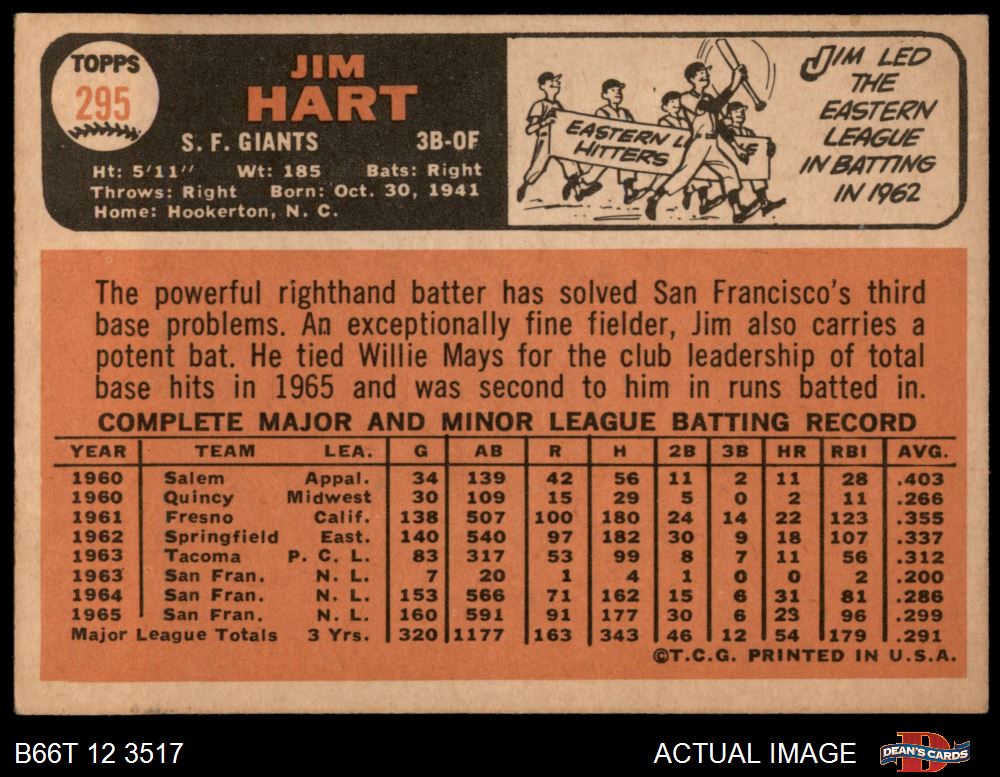 TOPPS
295
JIM
HART
S. F. GIANTS 3B-OF
Ht: 5'11" Wt: 185 Bats: Right
Throws: Right Born: Oct. 30, 1941
Home: Hookerton, N. C.
EASTERN L E
HITTERS
JIM LED
THE
EASTERN
LEAGUE
IN BATTING
IN 1962
The powerful righthand batter has solved San Francisco's third
base problems. An exceptionally fine fielder, Jim also carries a
potent bat. He tied Willie Mays for the club leadership of total
base hits in 1965 and was second to him in runs batted in.
COMPLETE MAJOR AND MINOR LEAGUE BATTING RECORD
YEAR TEAM LEA. G AB R H 2B 3B HR RBI AVG.
1960 Salem Appal. 34 139 42 56 11 2 11 28 .403
1960 Quincy Midwest 30 109 15 29 5 0 2 11 .266
1961 Fresno Calif. 138 507 100 180 24 14 22 123 .355
1962 Springfield East. 140 540 97 182 30 9 18 107 .337
1963 Tacoma P. C. L. 83 317 53 99 8 7 11 56 .312
1963 San Fran. N. L. 7 20 1 4 1 0 0 2 .200
1964 San Fran. N. L. 153 566 71 162 15 6 31 81 .286
1965 San Fran. N. L. 160 591 91 177 30 6 23 96 .299
Major League Totals 3 Yrs. 320 1177 163 343 46 12 54 179 .291
©T.C.G. PRINTED IN U.S.A.
B66T 12 3517 ACTUAL IMAGE DEAN'S CARDS